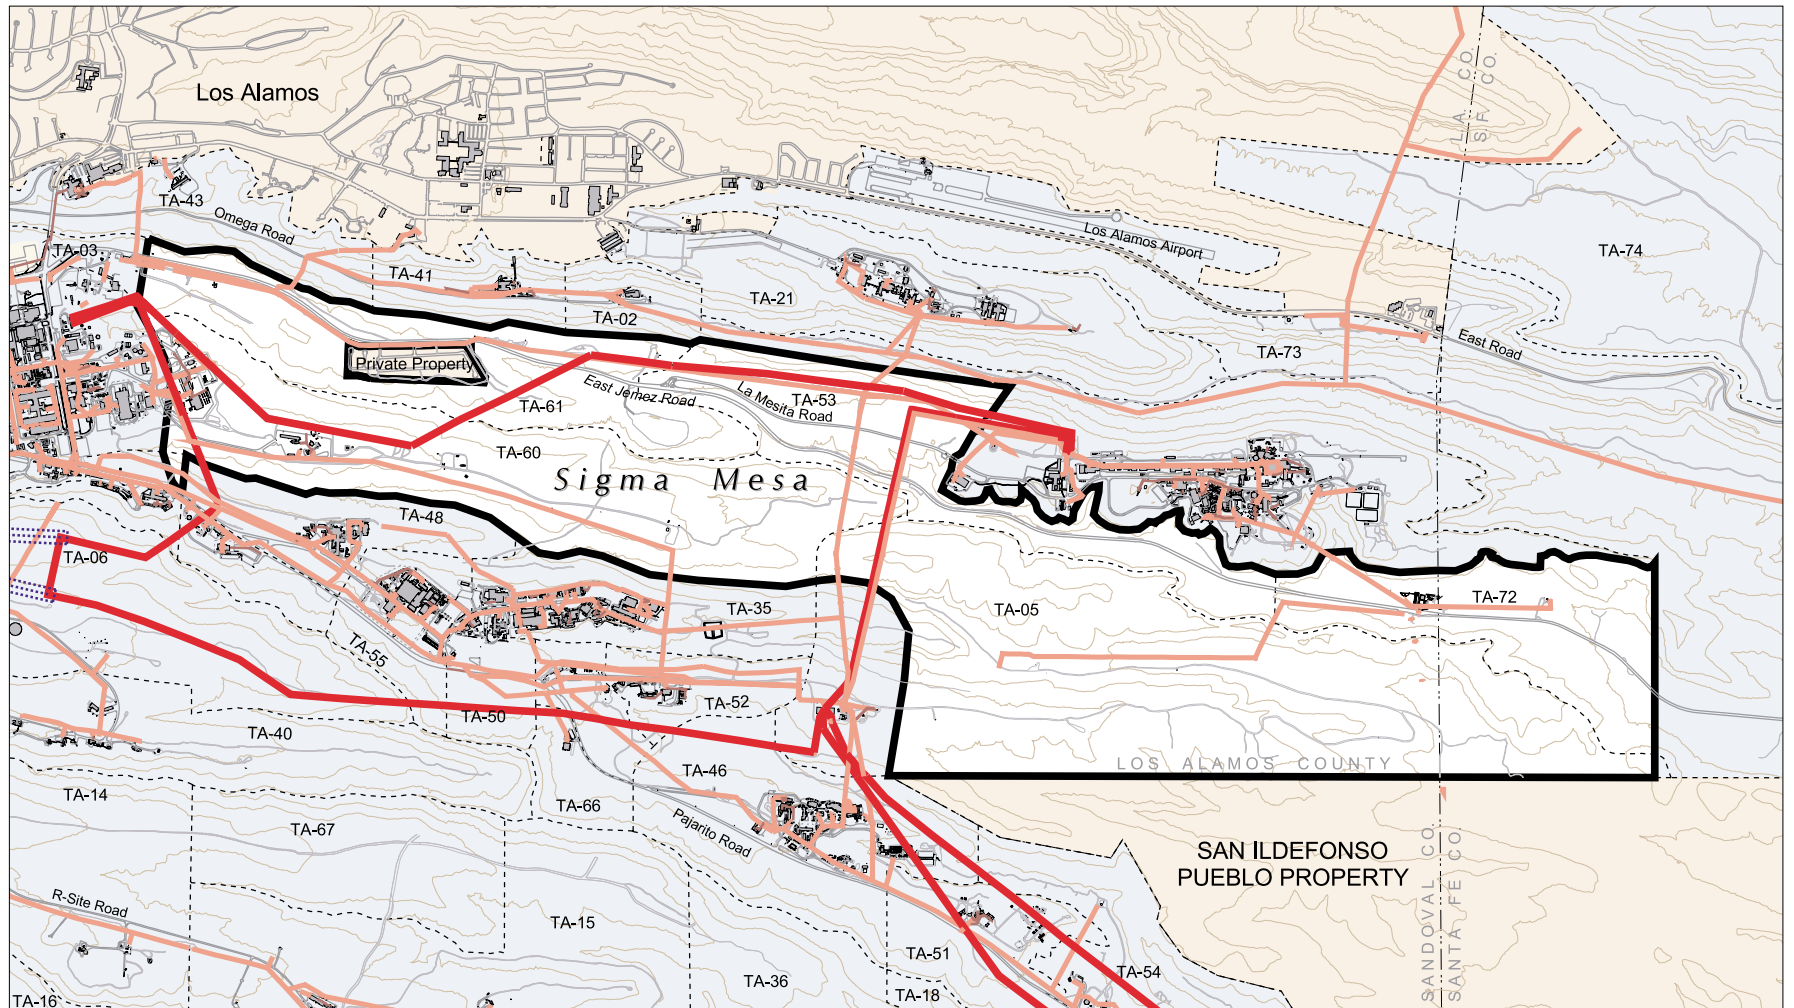 Los Alamos
L.A. CO.
SF CO.
TA-43
Omega Road
TA-03
TA-41
Los Alamos Airport
TA-74
TA-21
TA-02
TA-73
East Road
Private Property
TA-61
East Jemez Road
La Mesita Road
TA-53
TA-60
Sigma Mesa
TA-48
TA-06
TA-35
TA-05
TA-72
TA-55
TA-52
TA-50
TA-40
LOS ALAMOS COUNTY
TA-46
TA-14
TA-66
TA-67
Pajarito Road
SAN ILDEFONSO
PUEBLO PROPERTY
SANDOVAL CO.
SANTA FE CO.
R-Site Road
TA-15
TA-51
TA-54
TA-36
TA-18
TA-16